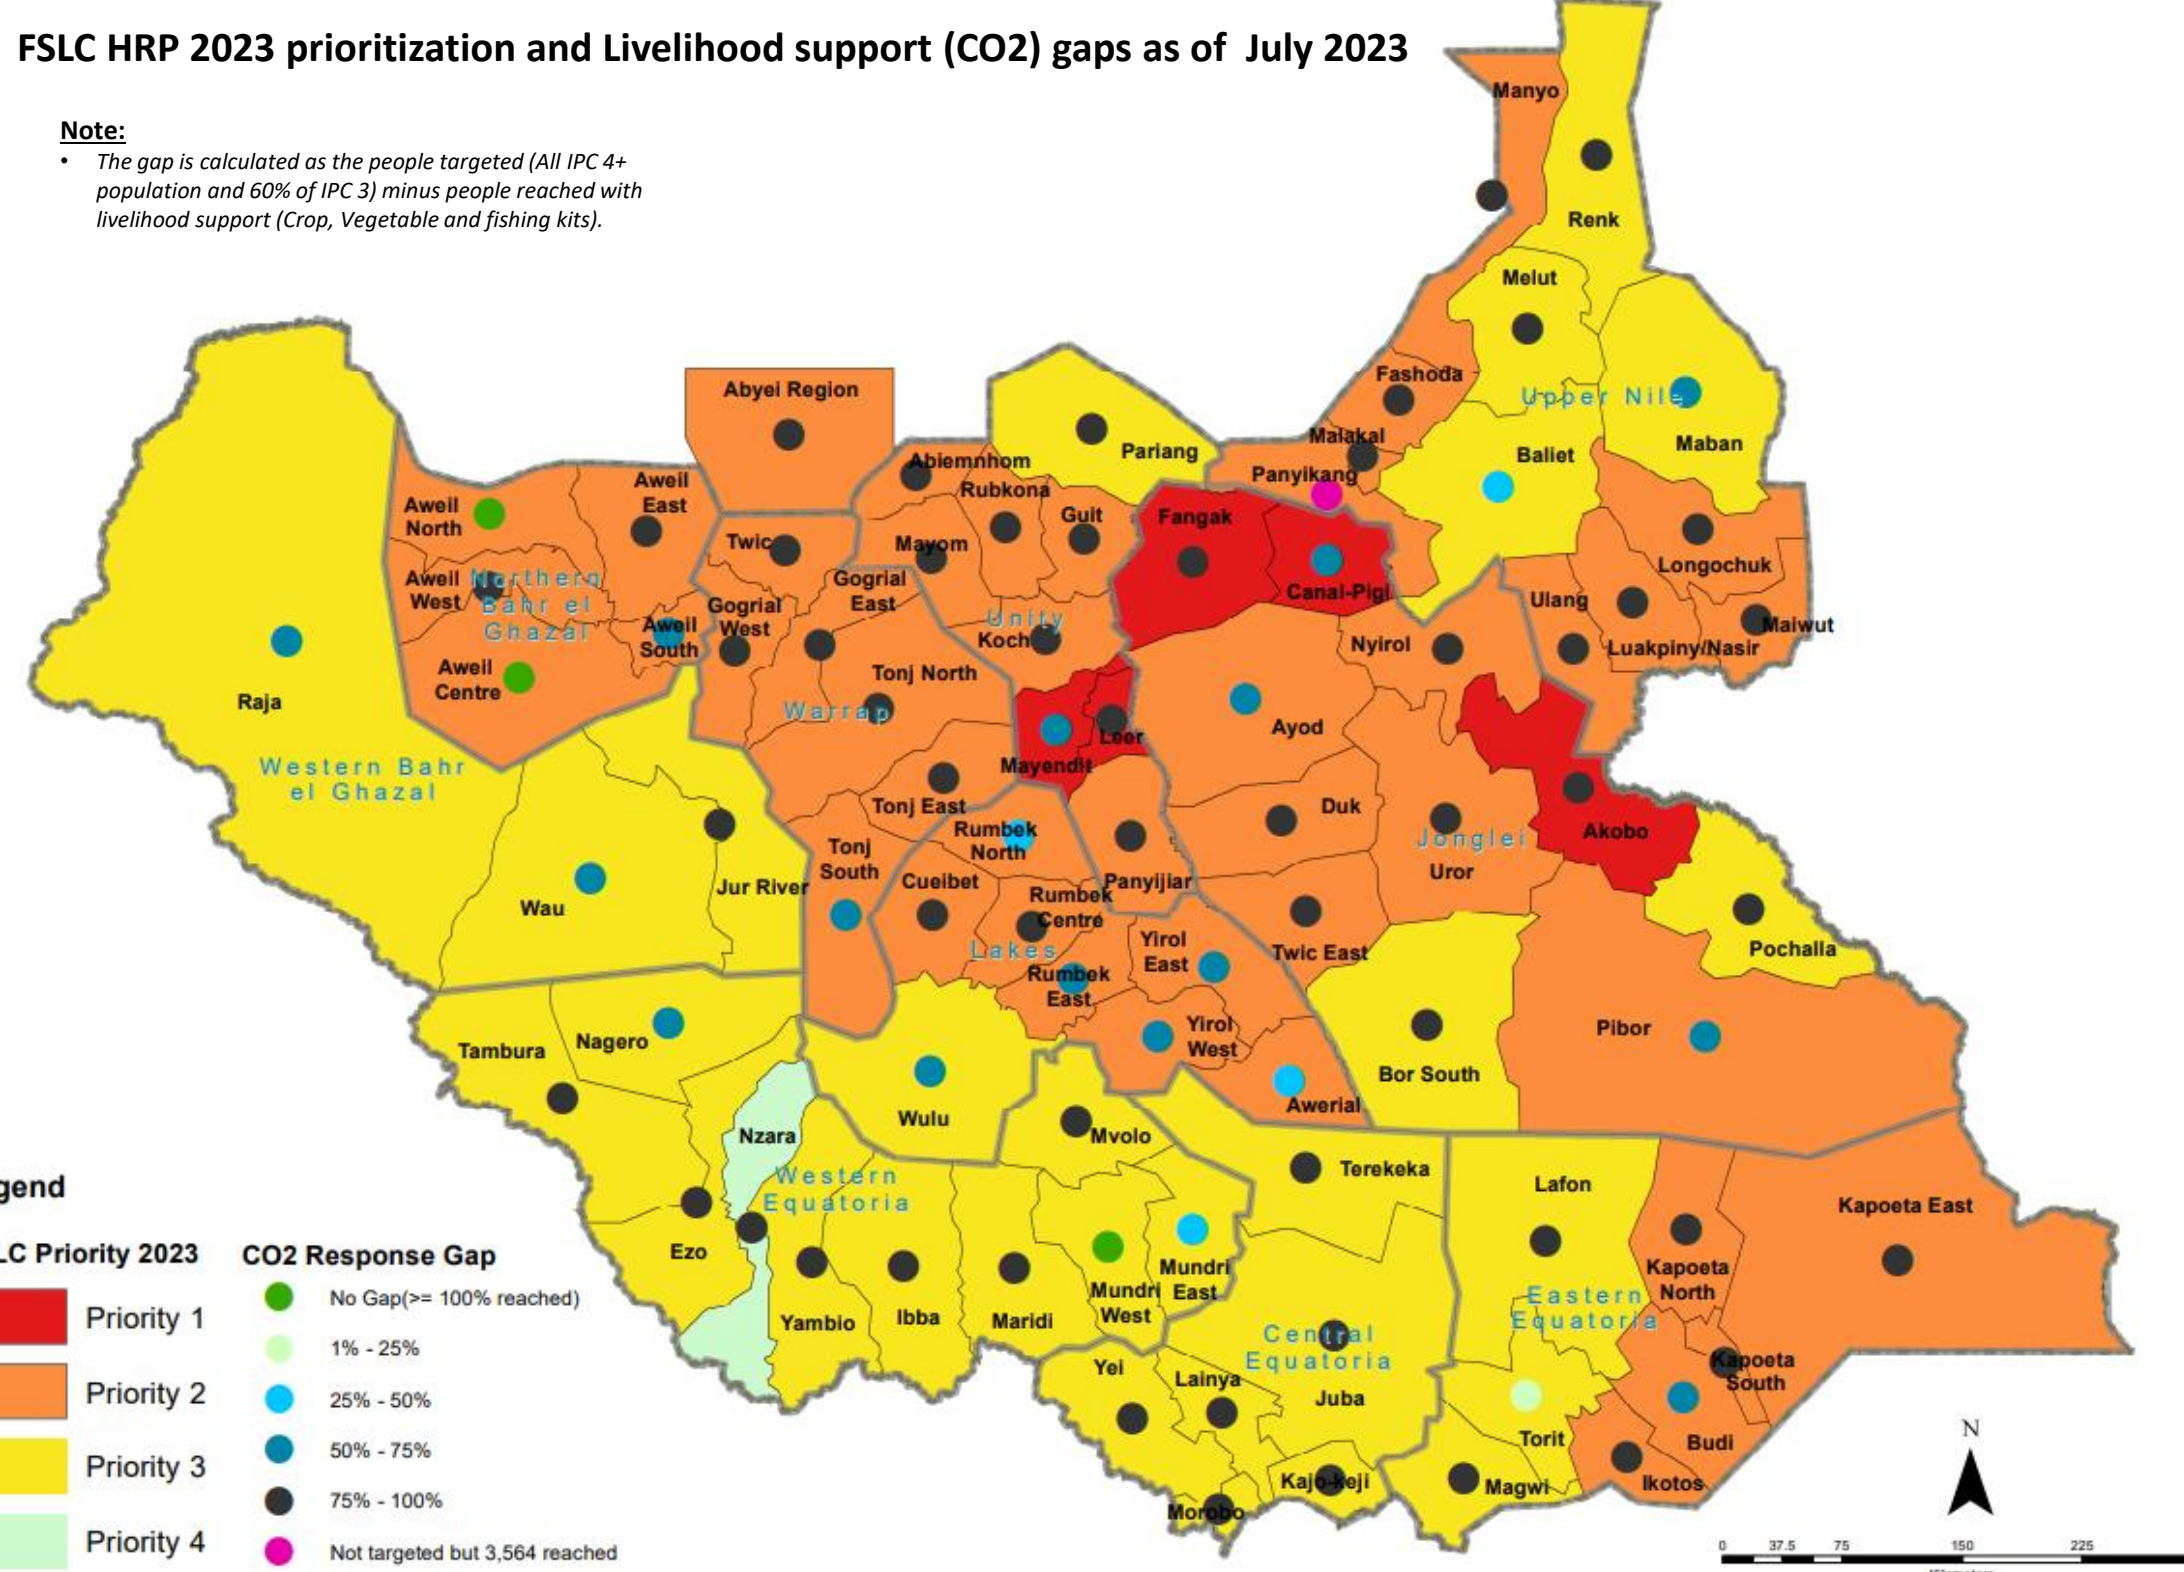 FSLC HRP 2023 prioritization and Livelihood support (CO2) gaps as of July 2023
Note:
• The gap is calculated as the people targeted (All IPC 4+
population and 60% of IPC 3) minus people reached with
livelihood support (Crop, Vegetable and fishing kits).
Manyo
Renk
Melut
Fashoda
Upper Nile
Maban
Malakal
Baliet
Panyikang
Abyei Region
Pariang
Abiemnhom
Rubkona
Guit
Fangak
Canal-Pigi
Longochuk
Aweil
North
Aweil
East
Twic
Mayom
Aweil
West
Northern
Bahr el
Ghazal
Gogrial
West
Gogrial
East
Aweil
South
Unity
Koch
Ulang
Nyirol
Luakpiny/Nasir
Maiwut
Aweil
Centre
Tonj North
Warrap
Raja
Leer
Ayod
Mayendit
Western Bahr
el Ghazal
Tonj East
Duk
Rumbek
North
Jonglei
Akobo
Uror
Tonj
South
Cueibet
Panyijiar
Jur River
Wau
Rumbek
Centre
Lakes
Yirol
East
Twic East
Pochalla
Rumbek
East
Yirol
West
Pibor
Tambura
Nagero
Bor South
Awerial
Wulu
Nzara
Mvolo
Terekeka
Western
Equatoria
Lafon
Kapoeta East
Ezo
Mundri
East
Kapoeta
North
Mundri
West
Eastern
Equatoria
Yambio
Ibba
Maridi
Central
Equatoria
Yei
Lainya
Juba
Kapoeta
South
Torit
Budi
Kajo-keji
Magwi
Ikotos
Morobo
gend
LC Priority 2023
Priority 1
Priority 2
Priority 3
Priority 4
CO2 Response Gap
No Gap(>= 100% reached)
1% - 25%
25% - 50%
50% - 75%
75% - 100%
Not targeted but 3,564 reached
N
0 37.5 75 150 225